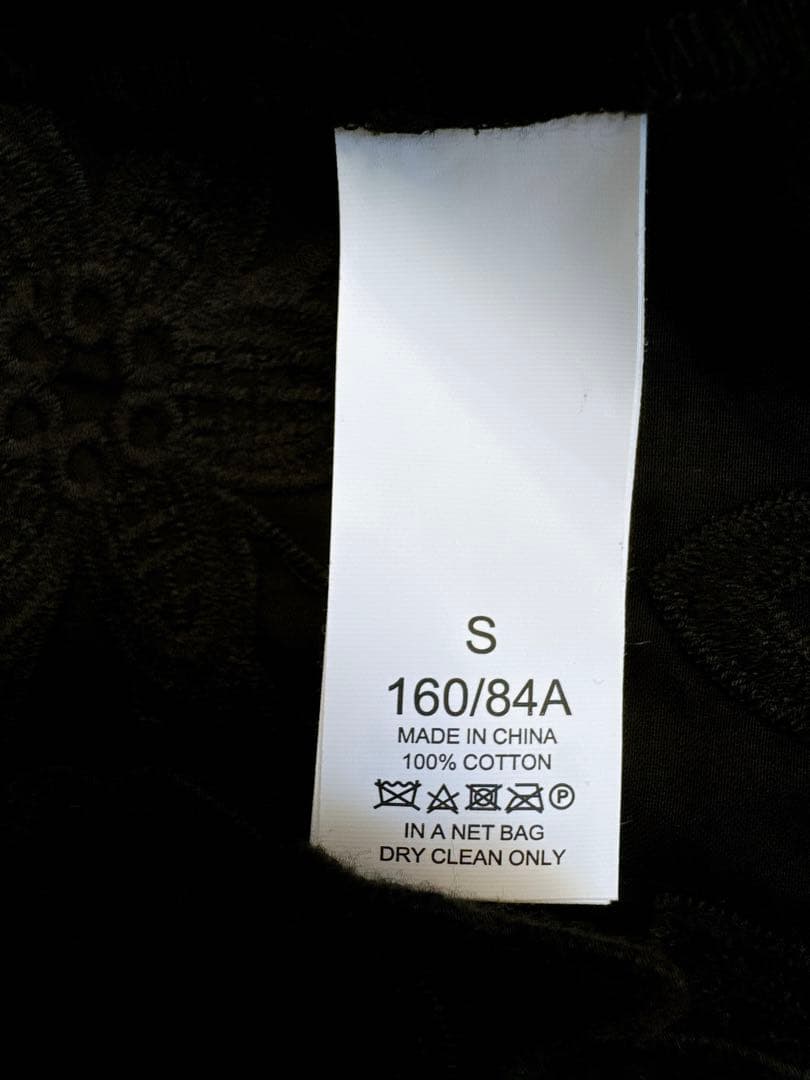 S
160/84A
MADE IN CHINA
100% COTTON
P
IN A NET BAG
DRY CLEAN ONLY